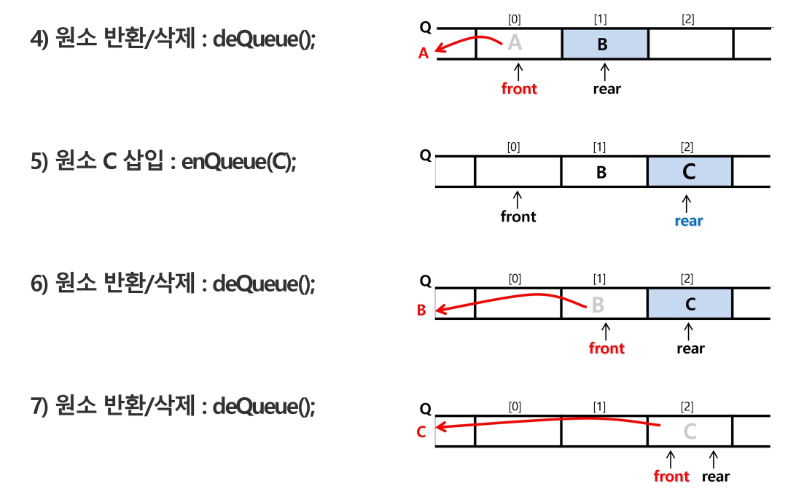 4) 원소 반환/삭제 : deQueue();
Q [0] [1] [2]
A A B
front rear
5) 원소 C 삽입 : enQueue(C);
Q [0] [1] [2]
B C
front rear
6) 원소 반환/삭제 : deQueue();
Q [0] [1] [2]
B B C
front rear
7) 원소 반환/삭제 : deQueue();
Q [0] [1] [2]
C C
front rear